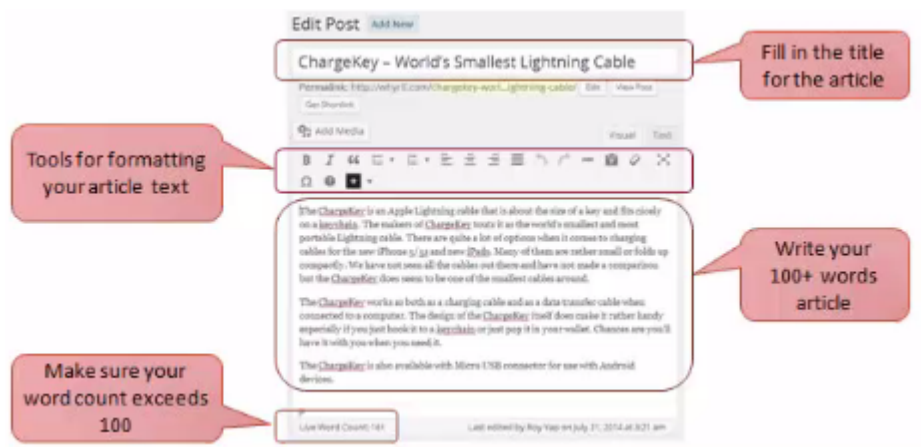 Edit Post Add New
ChargeKey – World's Smallest Lightning Cable
Fill in the title
for the article
Permalink: http://whyrll.com/chargekey-worl...lightning-cable/ Edit View Post
Get Shortlink
Add Media
Visual Text
Tools for formatting
your article text
B I
The ChargeKey is an Apple Lightning cable that is about the size of a key and fits nicely
on a keychain. The makers of ChargeKey touts it as the world's smallest and most
portable Lightning cable. There are quite a lot of options when it comes to charging
cables for the new iPhone 5/5s and new iPads. Many of them are rather small or folds up
compactly. We have not seen all the cables out there and have not made a comparison
but the ChargeKey does seem to be one of the smallest cables around.
The ChargeKey works as both as a charging cable and as a data transfer cable when
connected to a computer. The design of the ChargeKey itself does make it rather handy
especially if you just hook it to a keychain or just pop it in your wallet. Chances are you'll
have it with you when you need it.
The ChargeKey is also available with Micro USB connector for use with Android
devices.
Write your
100+ words
article
Make sure your
word count exceeds
100
Live Word Count: 161
Last edited by Roy Yap on July 21, 2014 at 9:21 am